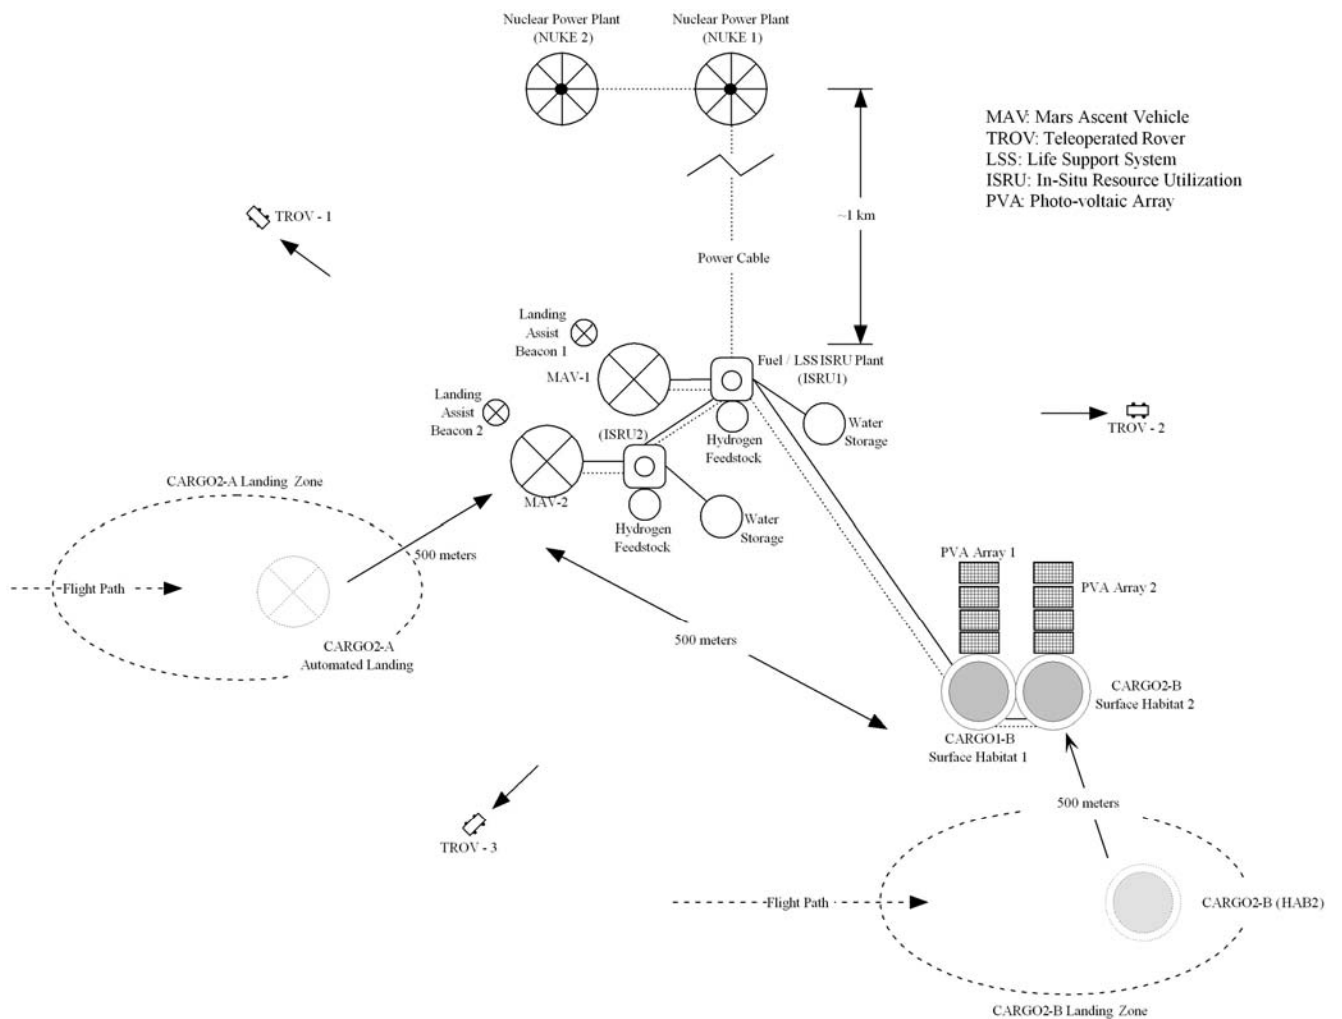 Nuclear Power Plant
(NUKE 2)
Nuclear Power Plant
(NUKE 1)
MAV: Mars Ascent Vehicle
TROV: Teleoperated Rover
LSS: Life Support System
ISRU: In-Situ Resource Utilization
PVA: Photo-voltaic Array
TROV - 1
~1 km
Power Cable
Landing
Assist
Beacon 1
MAV-1
Fuel / LSS ISRU Plant
(ISRU1)
Landing
Assist
Beacon 2
(ISRU2)
Hydrogen
Feedstock
Water
Storage
TROV - 2
CARGO2-A Landing Zone
MAV-2
Hydrogen
Feedstock
Water
Storage
500 meters
Flight Path
CARGO2-A
Automated Landing
PVA Array 1
PVA Array 2
500 meters
CARGO2-B
Surface Habitat 2
CARGO1-B
Surface Habitat 1
500 meters
TROV - 3
Flight Path
CARGO2-B (HAB2)
CARGO2-B Landing Zone